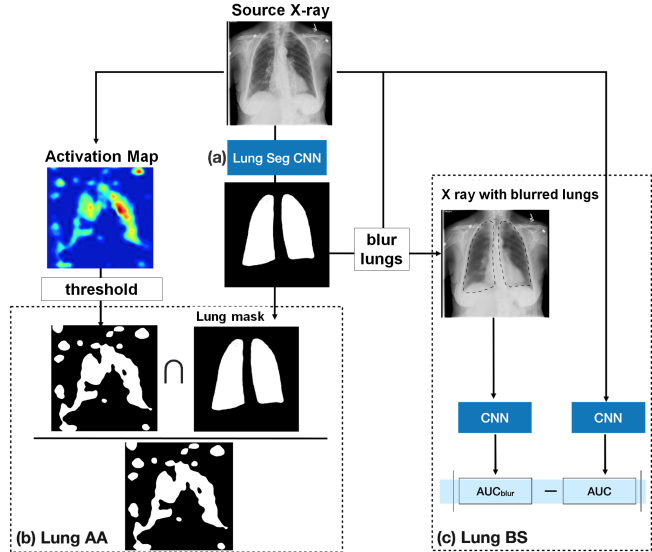 Source X-ray
(a) Lung Seg CNN
Activation Map
X ray with blurred lungs
blur
lungs
threshold
Lung mask
∩
CNN
CNN
| AUCblur — AUC |
(b) Lung AA
(c) Lung BS